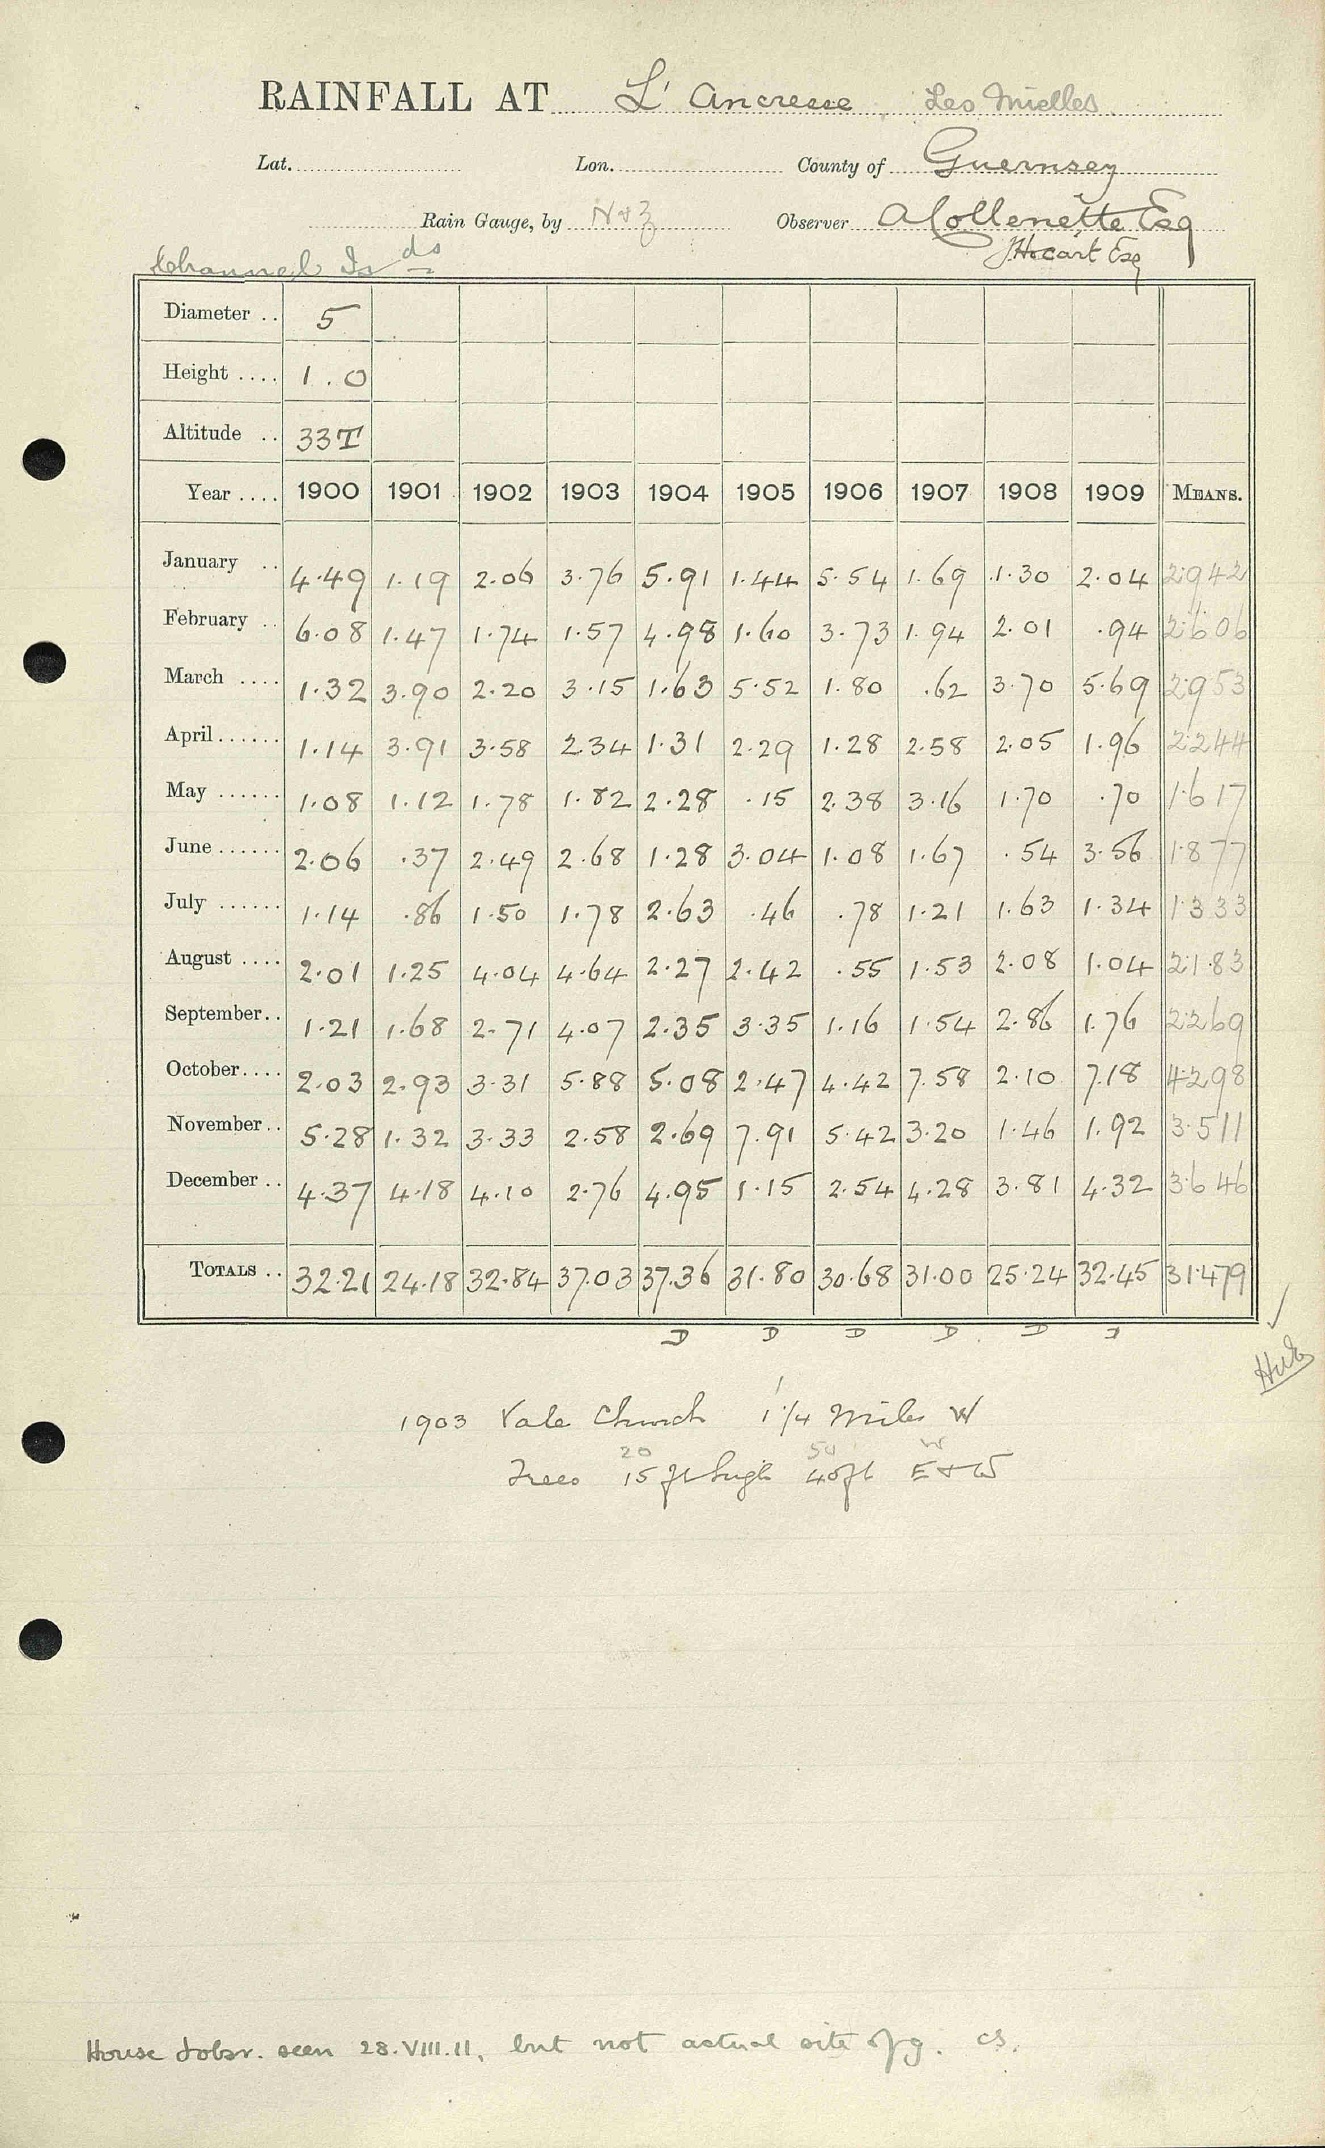 RAINFALL AT L' Ancresse, Les Mielles
Lat. Lon. County of Guernsey
Rain Gauge, by N & Z Observer A Collenette Esq
J Hocart Esq
Channel Is ds
Diameter .. 5
Height .... 1.0
Altitude .. 33T
Year .... 1900 1901 1902 1903 1904 1905 1906 1907 1908 1909 MEANS.
January .. 4.49 1.19 2.06 3.76 5.91 1.44 5.54 1.69 1.30 2.04 2.942
February .. 6.08 1.47 1.74 1.57 4.98 1.60 3.73 1.94 2.01 .94 2.606
March .... 1.32 3.90 2.20 3.15 1.63 5.52 1.80 .62 3.70 5.69 2.953
April...... 1.14 3.91 3.58 2.34 1.31 2.29 1.28 2.58 2.05 1.96 2.244
May ...... 1.08 1.12 1.78 1.82 2.28 .15 2.38 3.16 1.70 .70 1.617
June ...... 2.06 .37 2.49 2.68 1.28 3.04 1.08 1.67 .54 3.56 1.877
July ...... 1.14 .86 1.50 1.78 2.63 .46 .78 1.21 1.63 1.34 1.333
August .... 2.01 1.25 4.04 4.64 2.27 2.42 .55 1.53 2.08 1.04 2.183
September.. 1.21 1.68 2.71 4.07 2.35 3.35 1.16 1.54 2.86 1.76 2.269
October.... 2.03 2.93 3.31 5.88 5.08 2.47 4.42 7.58 2.10 7.18 4.298
November.. 5.28 1.32 3.33 2.58 2.69 7.91 5.42 3.20 1.46 1.92 3.511
December .. 4.37 4.18 4.10 2.76 4.95 1.15 2.54 4.28 3.81 4.32 3.646
TOTALS .. 32.21 24.18 32.84 37.03 37.36 31.80 30.68 31.00 25.24 32.45 31.479
D D D D D D
1903 Vale Church 1 1/4 Miles W
20 50 W
Trees 15 ft high 40ft E & W
House & obsr. seen 28.VIII.11, but not actual site of g. CS.